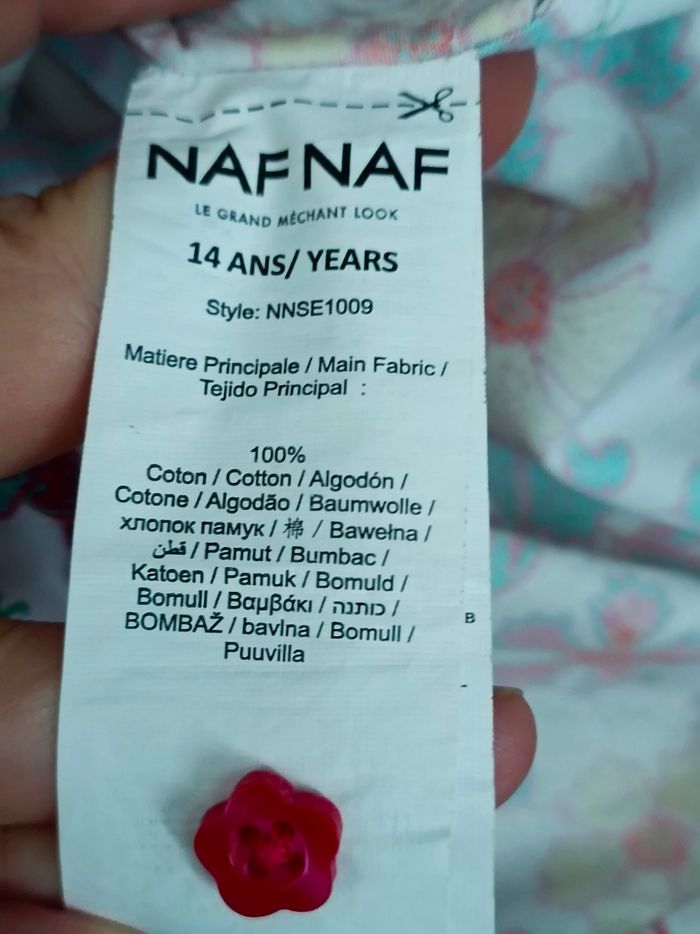 NAFNAF
LE GRAND MÉCHANT LOOK
14 ANS/ YEARS
Style: NNSE1009
Matiere Principale / Main Fabric /
Tejido Principal :
100%
Coton / Cotton / Algodón /
Cotone / Algodão / Baumwolle /
хлопок памук / 棉 / Bawełna /
قطن / Pamut / Bumbac /
Katoen / Pamuk / Bomuld /
Bomull / Βαμβάκι / כותנה /
BOMBAŽ / bavlna / Bomull /
Puuvilla
B